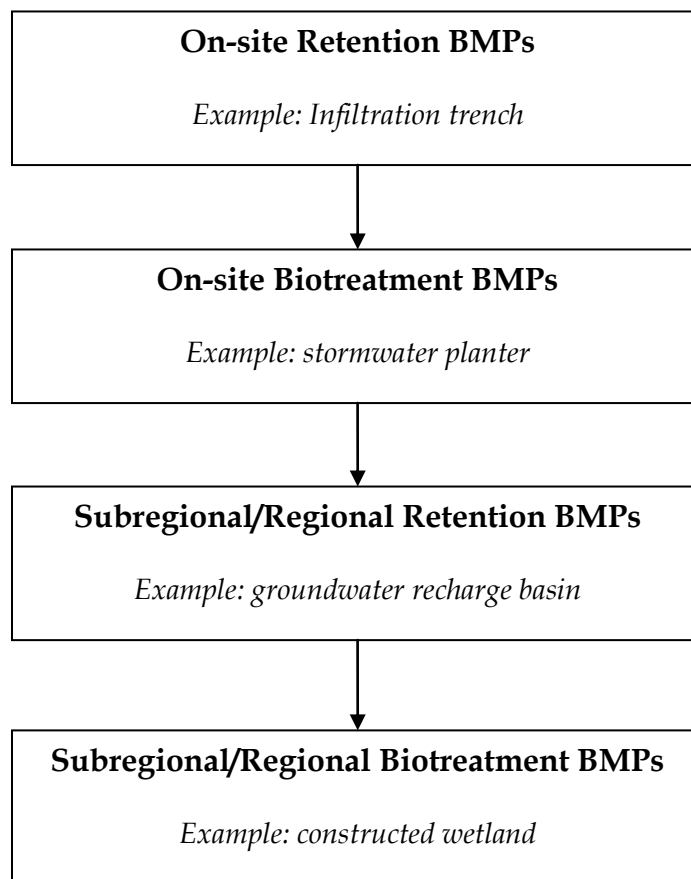 On-site Retention BMPs
Example: Infiltration trench
On-site Biotreatment BMPs
Example: stormwater planter
Subregional/Regional Retention BMPs
Example: groundwater recharge basin
Subregional/Regional Biotreatment BMPs
Example: constructed wetland